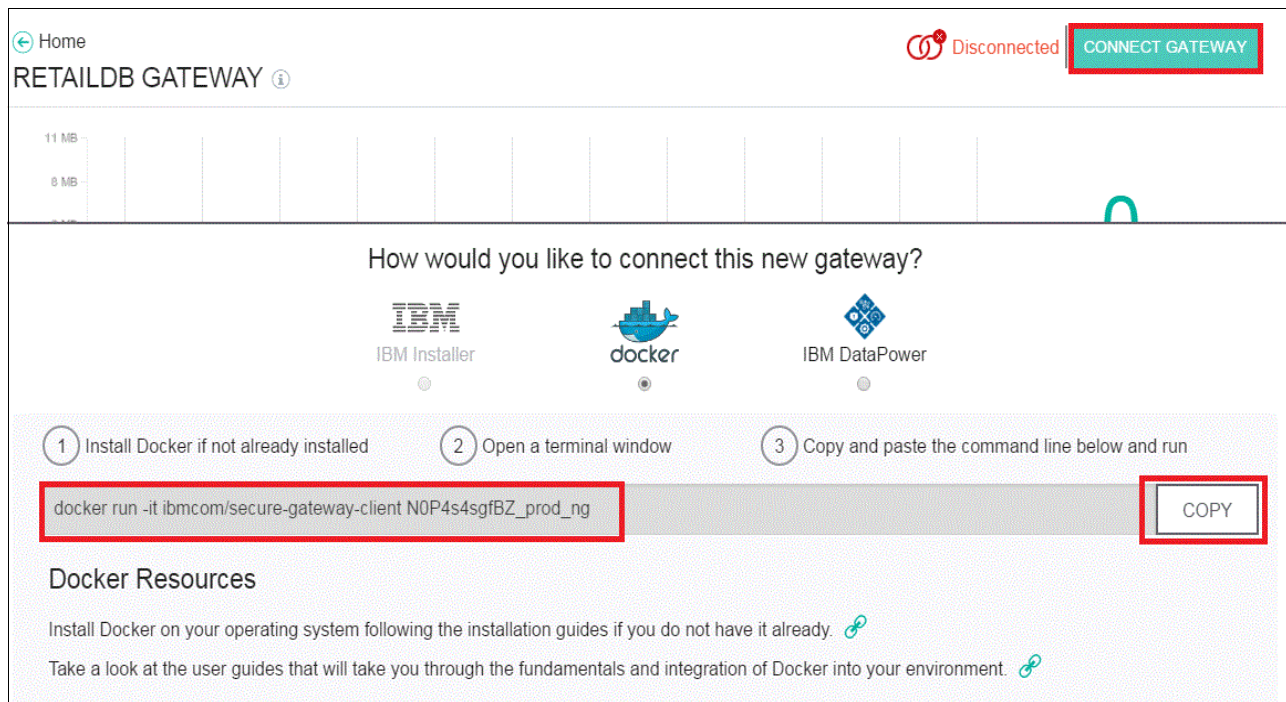 Home
Disconnected
CONNECT GATEWAY
RETAILDB GATEWAY
11 MB
8 MB
How would you like to connect this new gateway?
IBM
docker
IBM Installer
IBM DataPower
1 Install Docker if not already installed
2 Open a terminal window
3 Copy and paste the command line below and run
docker run -it ibmcom/secure-gateway-client N0P4s4sgfBZ_prod_ng
COPY
Docker Resources
Install Docker on your operating system following the installation guides if you do not have it already.
Take a look at the user guides that will take you through the fundamentals and integration of Docker into your environment.